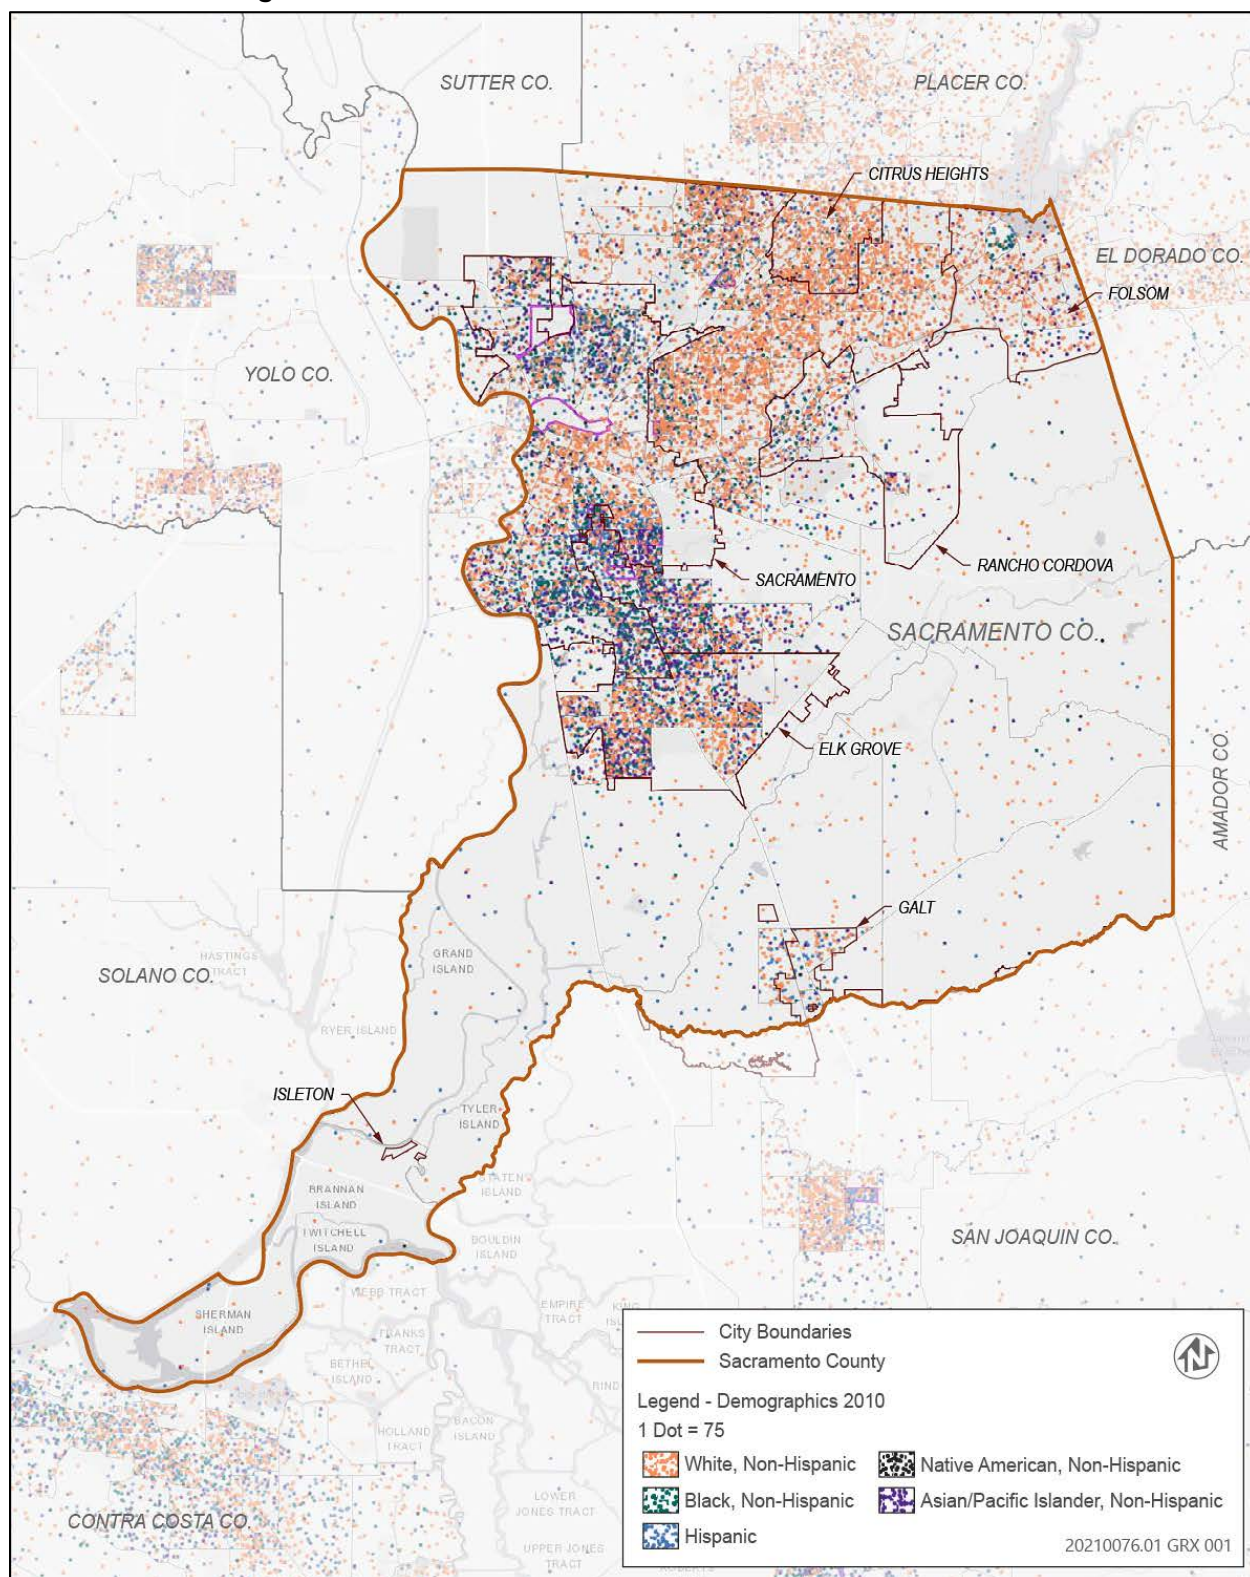 SUTTER CO.
PLACER CO.
CITRUS HEIGHTS
EL DORADO CO.
FOLSOM
YOLO CO.
RANCHO CORDOVA
SACRAMENTO
SACRAMENTO CO.
ELK GROVE
AMADOR CO.
GALT
HASTINGS
TRACT
GRAND
ISLAND
SOLANO CO.
RYER ISLAND
ISLETON
TYLER
ISLAND
STATEN
ISLAND
BRANNAN
ISLAND
TWITCHELL
ISLAND
BOULDIN
ISLAND
SAN JOAQUIN CO.
WEBB TRACT
SHERMAN
ISLAND
EMPIRE
TRACT
FRANKS
TRACT
BETHEL
ISLAND
HOLLAND
TRACT
BACON
ISLAND
LOWER
JONES TRACT
UPPER JONES
TRACT
CONTRA COSTA CO.
City Boundaries
Sacramento County
Legend - Demographics 2010
1 Dot = 75
White, Non-Hispanic
Native American, Non-Hispanic
Black, Non-Hispanic
Asian/Pacific Islander, Non-Hispanic
Hispanic
20210076.01 GRX 001